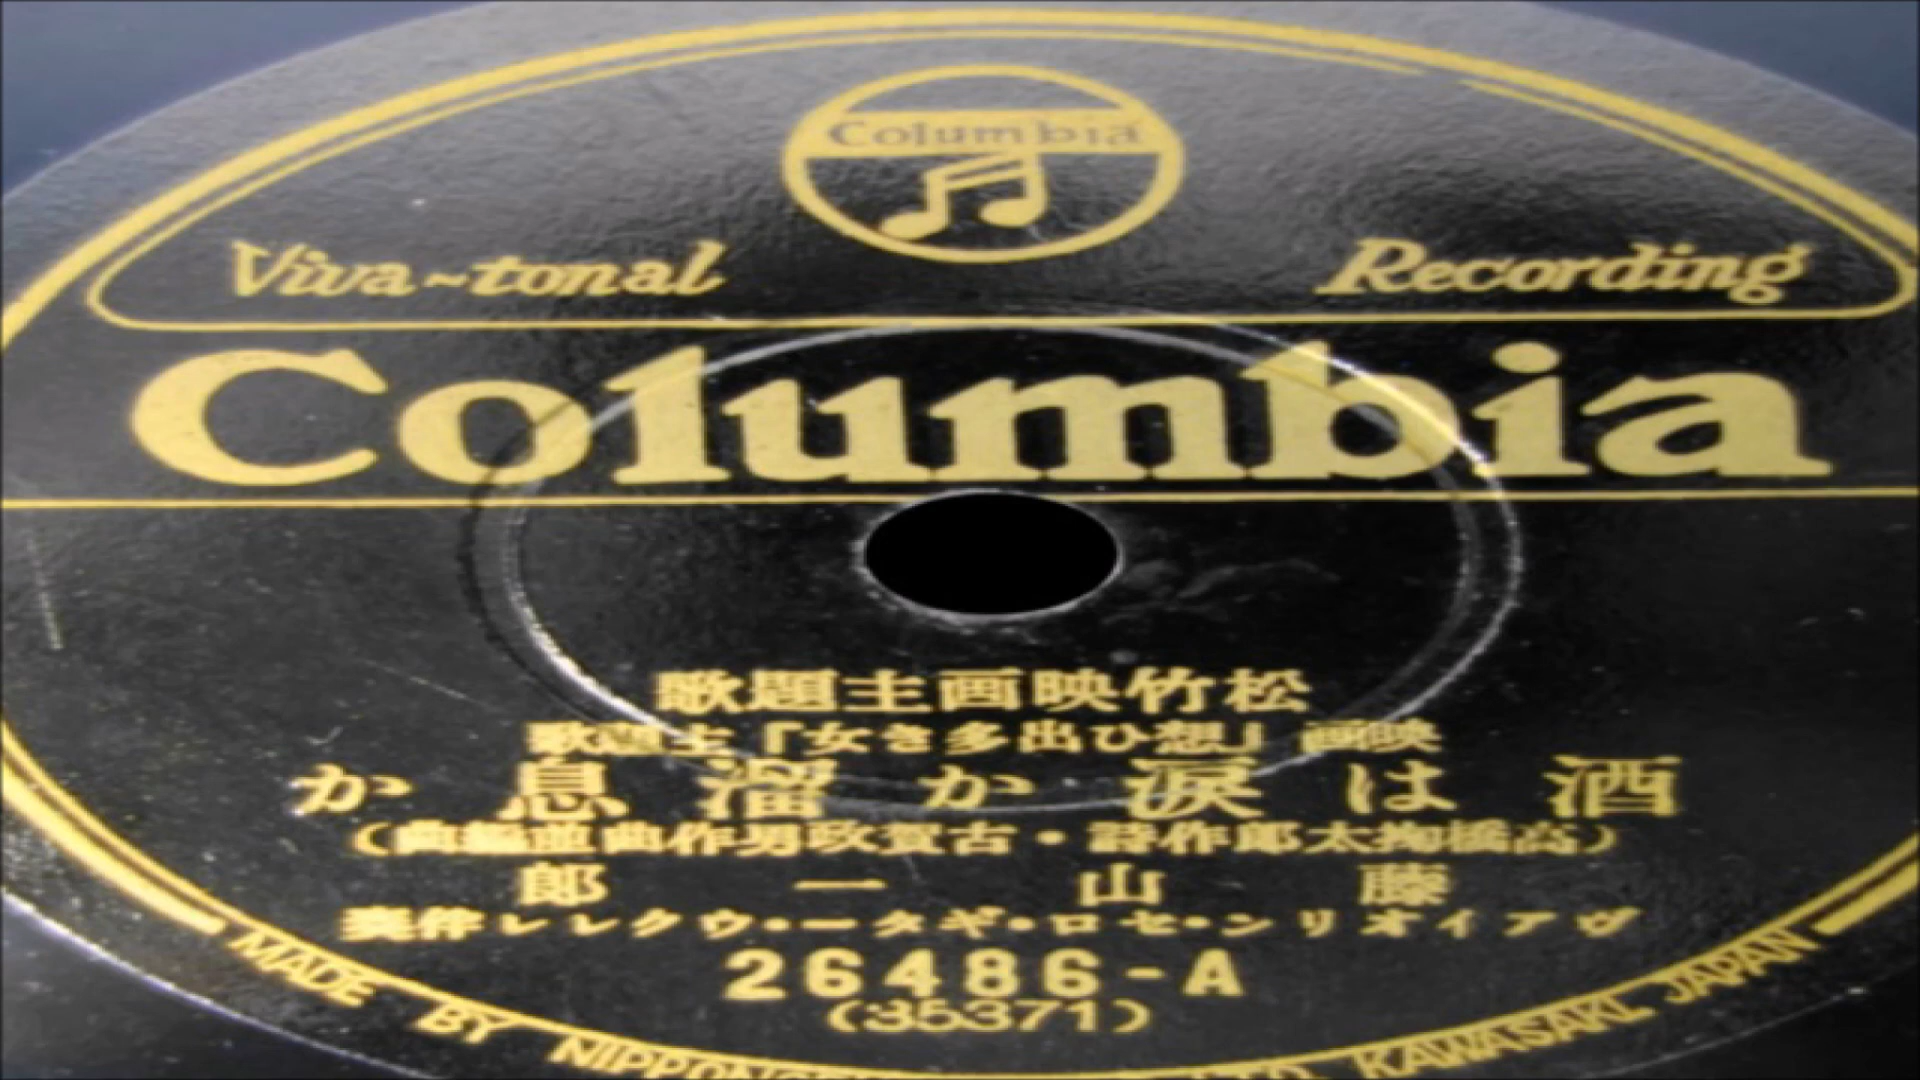 Columbia
Viva-tonal Recording
Columbia
松竹映画主題歌
映画『想ひ出多き女』主題歌
酒は涙か溜息か
(高橋掬太郎作詩・古賀政男作曲並編曲)
藤山一郎
ヴアイオリン・セロ・ギター・ウクレレ伴奏
26486-A
(35371)
MADE BY KAWASAKI, JAPAN